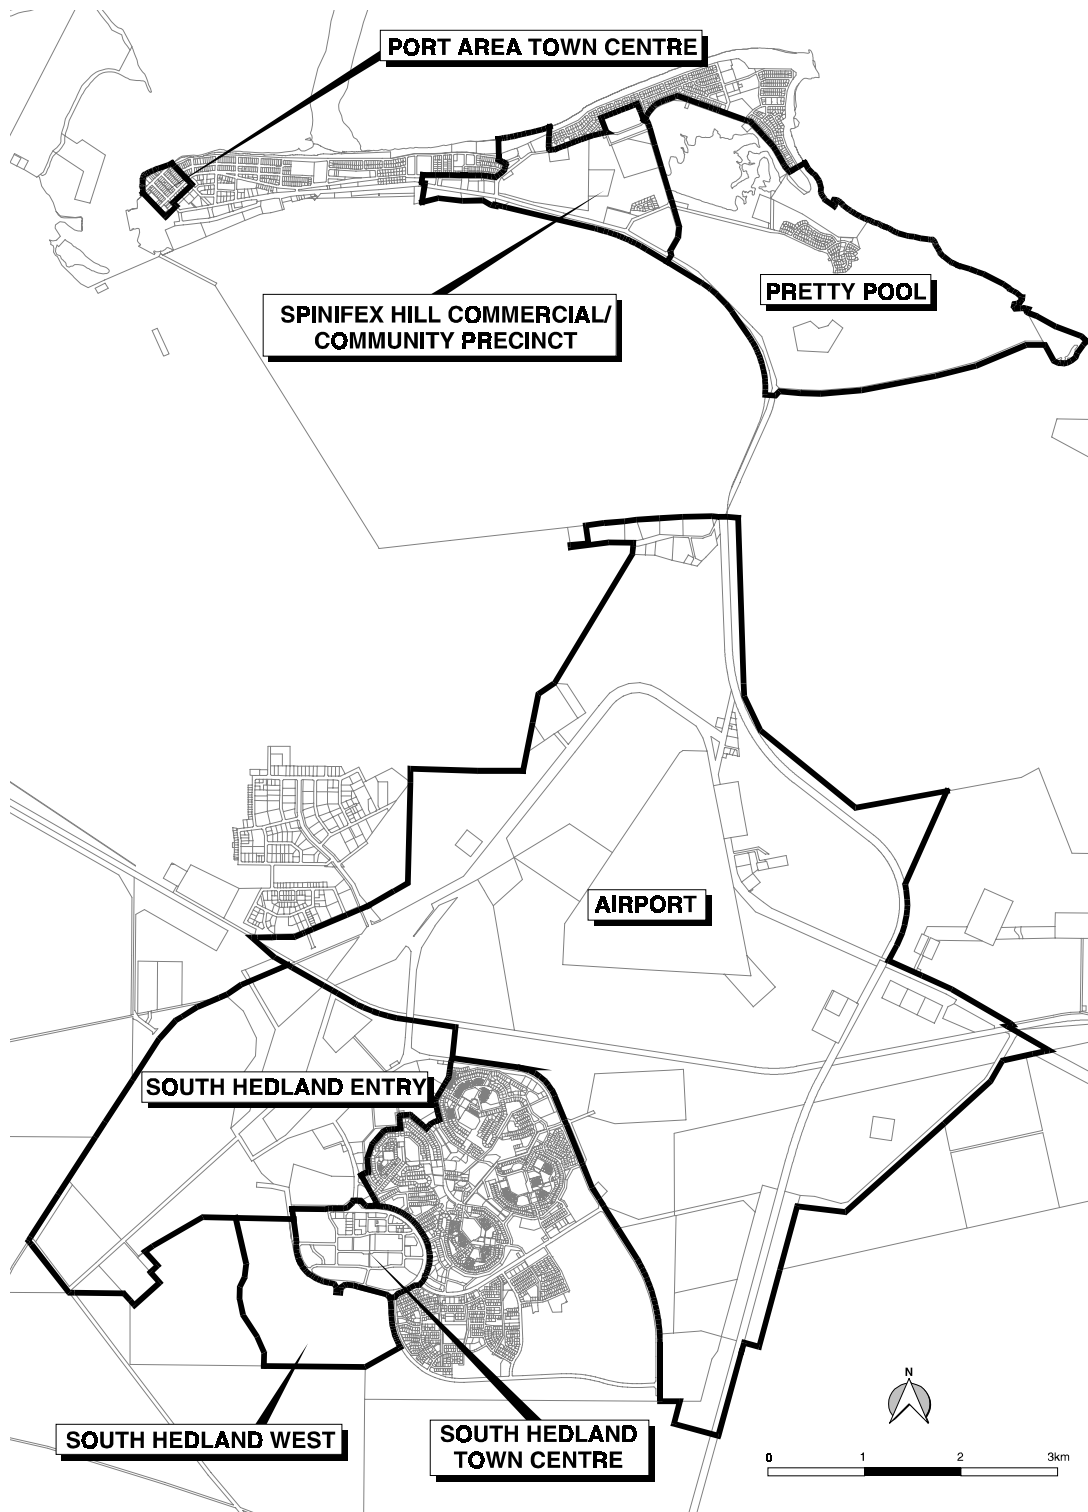 PORT AREA TOWN CENTRE
SPINIFEX HILL COMMERCIAL/
COMMUNITY PRECINCT
PRETTY POOL
AIRPORT
SOUTH HEDLAND ENTRY
SOUTH HEDLAND WEST
SOUTH HEDLAND
TOWN CENTRE
N
0 1 2 3km